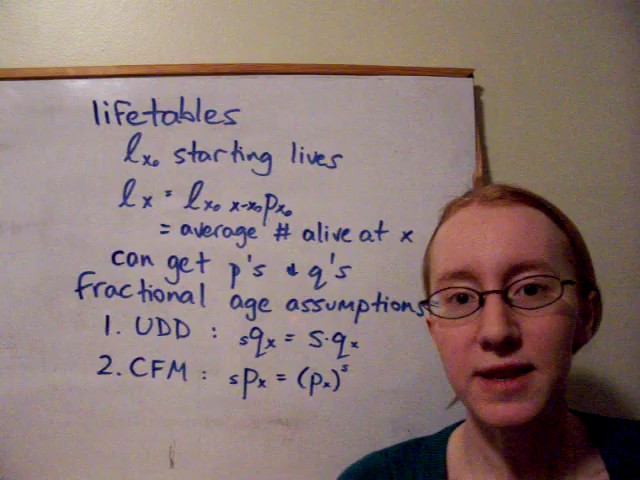 lifetables
lx₀ starting lives
lx = lx₀ x-x₀px₀
= average # alive at x
can get p's & q's
fractional age assumptions
1. UDD : sqx = s·qx
2. CFM : spx = (px)ˢ